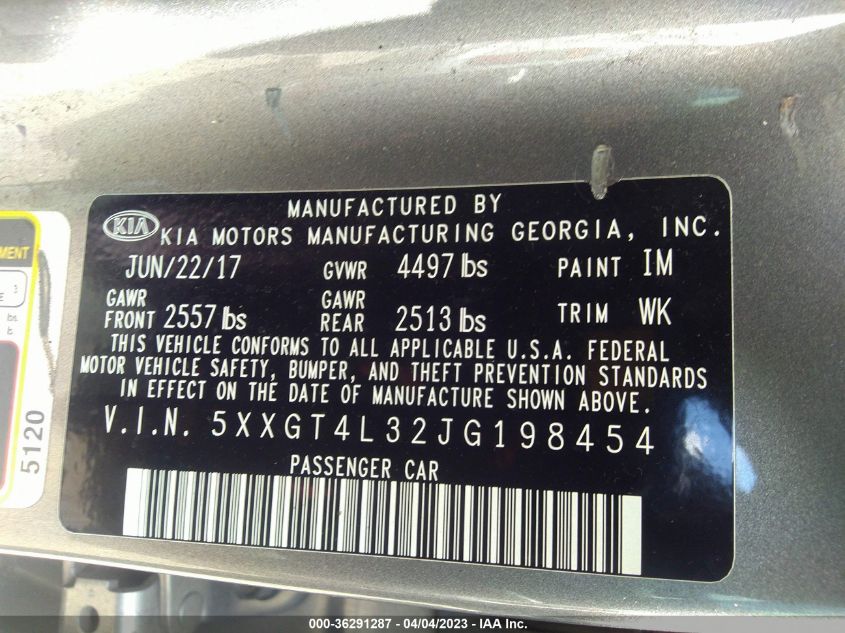 MANUFACTURED BY
KIA KIA MOTORS MANUFACTURING GEORGIA, INC.
JUN/22/17 GVWR 4497 lbs PAINT IM
GAWR FRONT 2557 lbs GAWR REAR 2513 lbs TRIM WK
THIS VEHICLE CONFORMS TO ALL APPLICABLE U.S.A. FEDERAL
MOTOR VEHICLE SAFETY, BUMPER, AND THEFT PREVENTION STANDARDS
IN EFFECT ON THE DATE OF MANUFACTURE SHOWN ABOVE.
V.I.N. 5XXGT4L32JG198454
PASSENGER CAR
MENT
3
E
lbs
5120
000-36291287 - 04/04/2023 - IAA Inc.